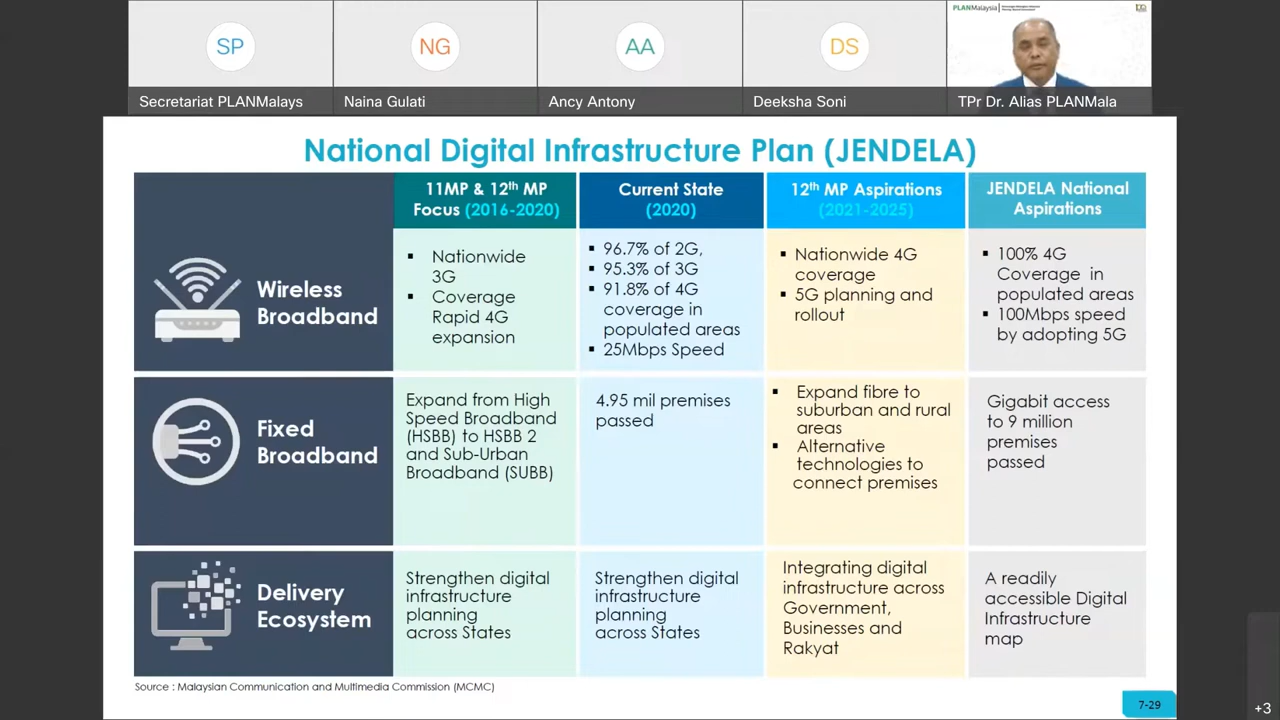 SP
NG
AA
DS
PLANMalaysia
Secretariat PLANMalays
Naina Gulati
Ancy Antony
Deeksha Soni
TPr Dr. Alias PLANMala
National Digital Infrastructure Plan (JENDELA)
11MP & 12th MP
Focus (2016-2020)
Current State
(2020)
12th MP Aspirations
(2021-2025)
JENDELA National
Aspirations
Wireless
Broadband
▪ Nationwide
3G
▪ Coverage
Rapid 4G
expansion
▪ 96.7% of 2G,
▪ 95.3% of 3G
▪ 91.8% of 4G
coverage in
populated areas
▪ 25Mbps Speed
▪ Nationwide 4G
coverage
▪ 5G planning and
rollout
▪ 100% 4G
Coverage in
populated areas
▪ 100Mbps speed
by adopting 5G
Fixed
Broadband
Expand from High
Speed Broadband
(HSBB) to HSBB 2
and Sub-Urban
Broadband (SUBB)
4.95 mil premises
passed
▪ Expand fibre to
suburban and rural
areas
▪ Alternative
technologies to
connect premises
Gigabit access
to 9 million
premises
passed
Delivery
Ecosystem
Strengthen digital
infrastructure
planning
across States
Strengthen digital
infrastructure
planning
across States
Integrating digital
infrastructure across
Government,
Businesses and
Rakyat
A readily
accessible Digital
Infrastructure
map
Source : Malaysian Communication and Multimedia Commission (MCMC)
7-29
+3